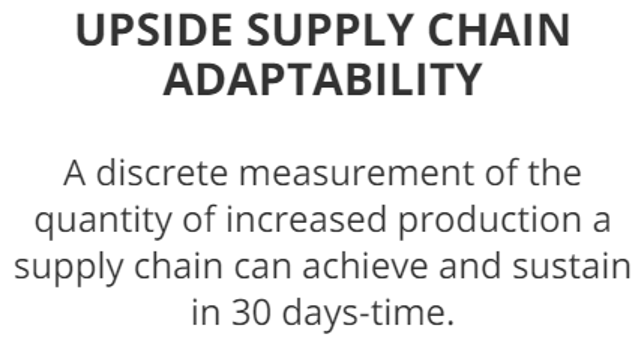 UPSIDE SUPPLY CHAIN
ADAPTABILITY
A discrete measurement of the
quantity of increased production a
supply chain can achieve and sustain
in 30 days-time.